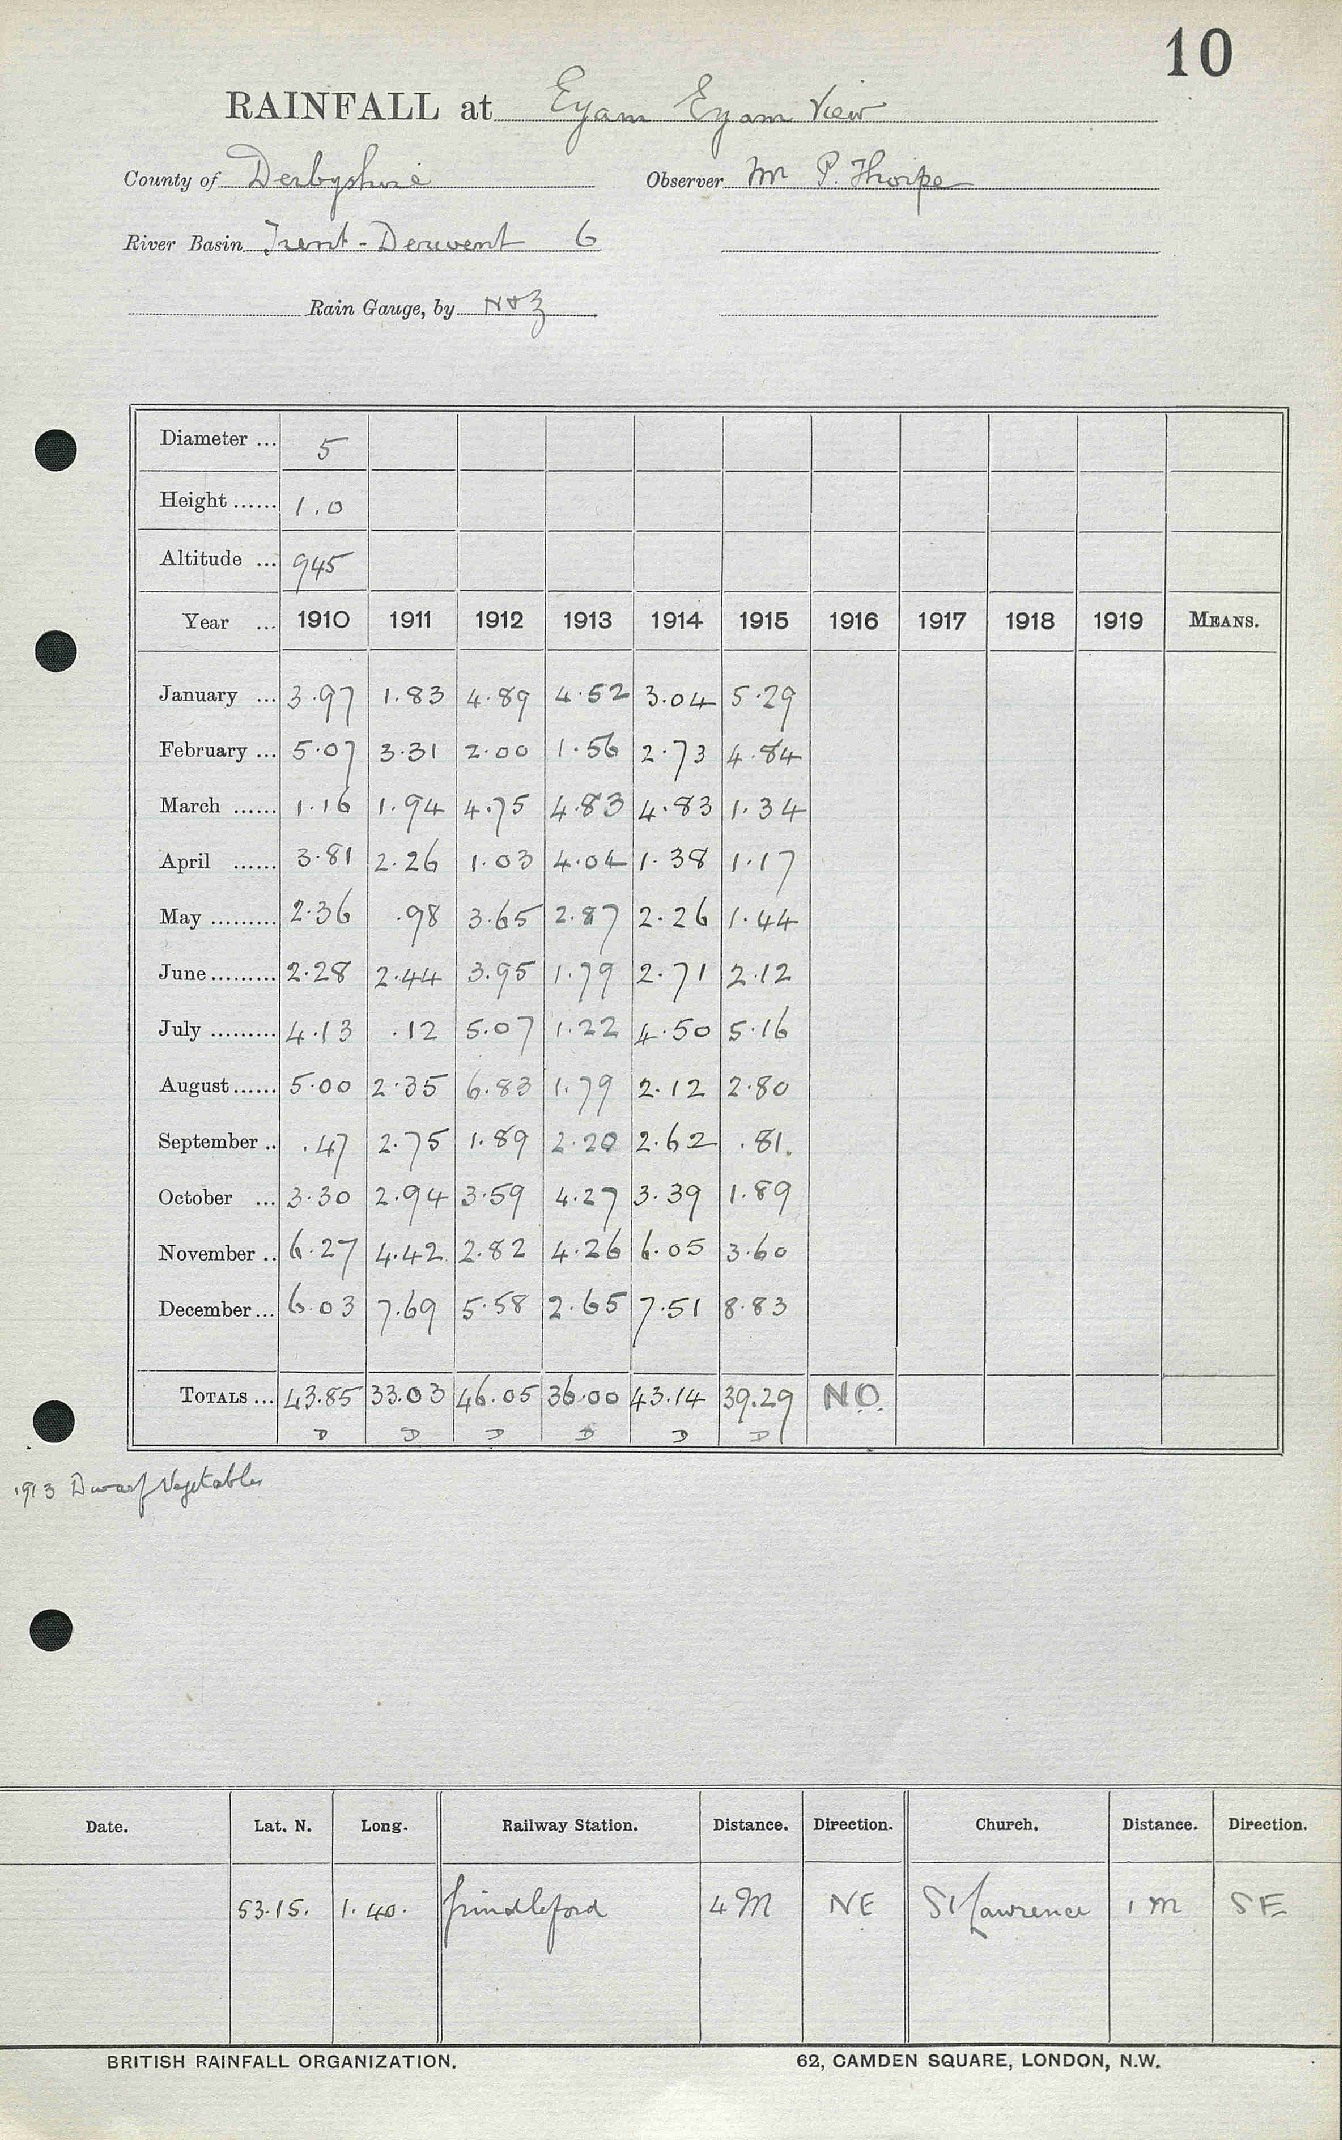 10
RAINFALL at Eyam Eyam View
County of Derbyshire Observer Mr P. Thorpe
River Basin Trent - Derwent 6
Rain Gauge, by N&Z
Diameter ... 5
Height ...... 1.0
Altitude ... 945
Year ... 1910 1911 1912 1913 1914 1915 1916 1917 1918 1919 MEANS.
January ... 3.97 1.83 4.89 4.52 3.04 5.29
February ... 5.07 3.31 2.00 1.56 2.73 4.84
March ...... 1.16 1.94 4.75 4.83 4.83 1.34
April ...... 3.81 2.26 1.03 4.04 1.38 1.17
May ......... 2.36 .98 3.65 2.87 2.26 1.44
June ......... 2.28 2.44 3.95 1.79 2.71 2.12
July ......... 4.13 .12 5.07 1.22 4.50 5.16
August ...... 5.00 2.35 6.83 1.79 2.12 2.80
September .. .47 2.75 1.89 2.20 2.62 .81.
October ... 3.30 2.94 3.59 4.27 3.39 1.89
November .. 6.27 4.42 2.82 4.26 6.05 3.60
December ... 6.03 7.69 5.58 2.65 7.51 8.83
TOTALS ... 43.85 33.03 46.05 36.00 43.14 39.29 NO.
D D D D D D
1913 Dwarf Vegetables
Date. Lat. N. Long. Railway Station. Distance. Direction. Church. Distance. Direction.
53.15. 1.40. Grindleford 4 M NE St Lawrence 1 M SE
BRITISH RAINFALL ORGANIZATION. 62, CAMDEN SQUARE, LONDON, N.W.